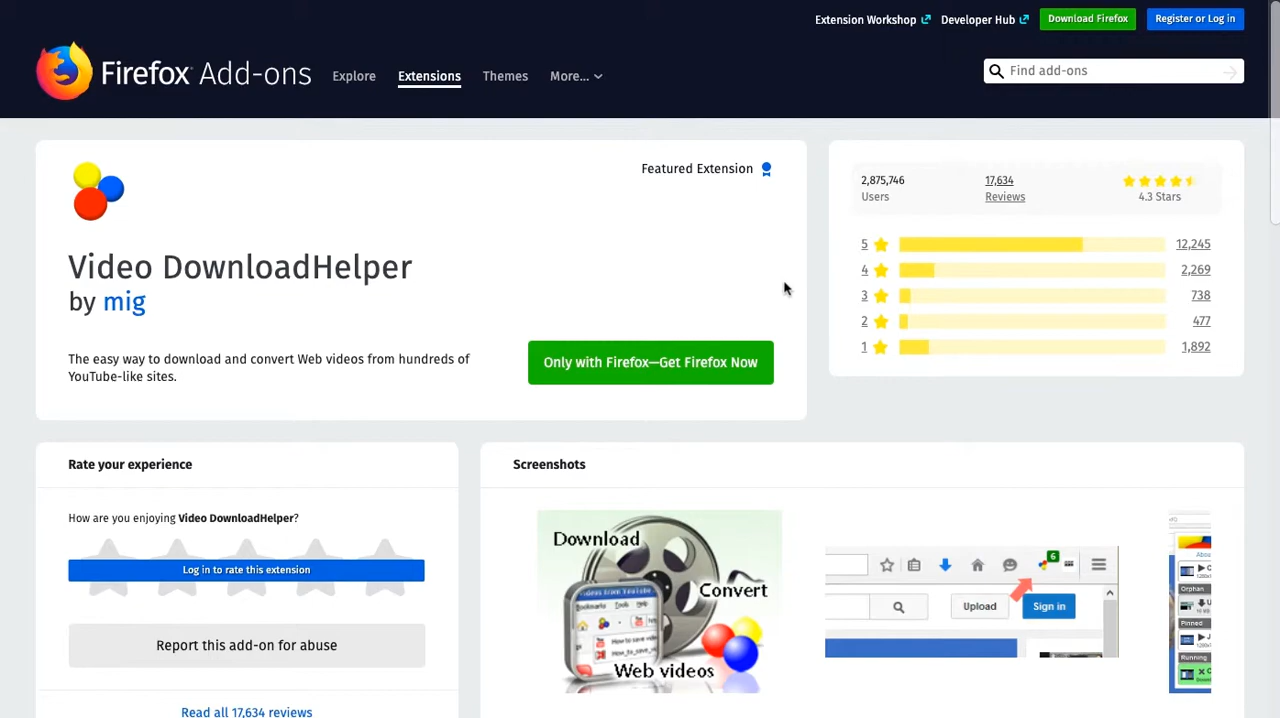 Extension Workshop
Developer Hub
Download Firefox
Register or Log in
Firefox Add-ons
Explore
Extensions
Themes
More...
Find add-ons
Featured Extension
Video DownloadHelper
by mig
The easy way to download and convert Web videos from hundreds of
YouTube-like sites.
Only with Firefox—Get Firefox Now
2,875,746
Users
17,634
Reviews
4.3 Stars
5 12,245
4 2,269
3 738
2 477
1 1,892
Rate your experience
How are you enjoying Video DownloadHelper?
Log in to rate this extension
Report this add-on for abuse
Read all 17,634 reviews
Screenshots
Download
Convert
Web videos
6
Upload
Sign in
Orphan
Pinned
Running